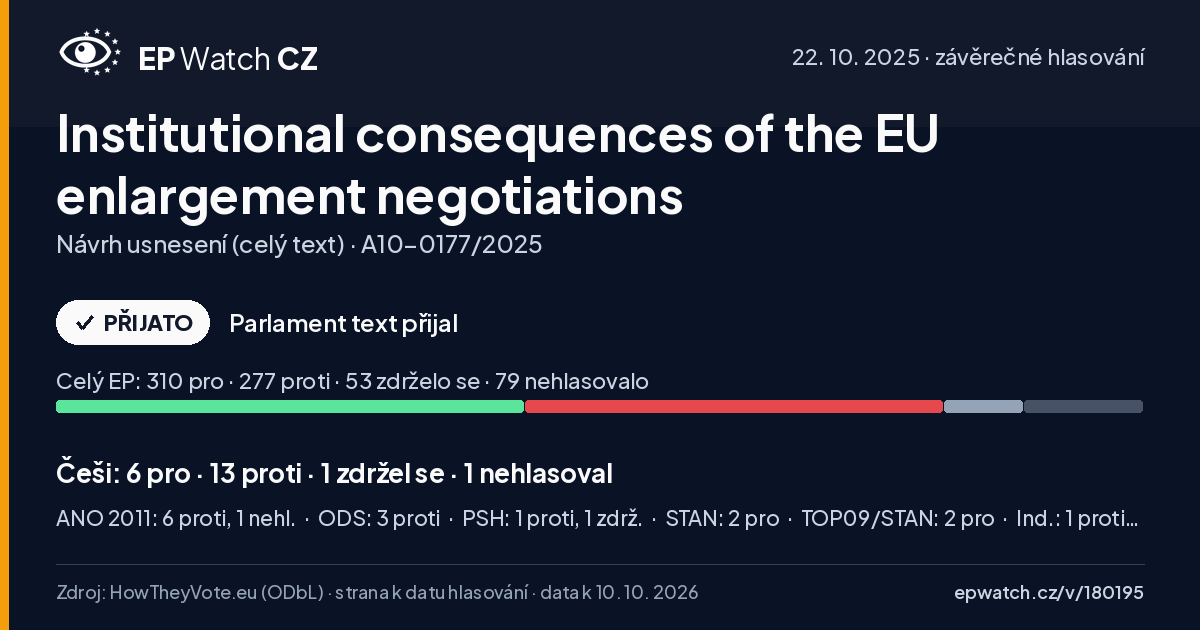 EP Watch CZ
22. 10. 2025 · závěrečné hlasování
Institutional consequences of the EU
enlargement negotiations
Návrh usnesení (celý text) · A10–0177/2025
✓ PŘIJATO
Parlament text přijal
Celý EP: 310 pro · 277 proti · 53 zdrželo se · 79 nehlasovalo
Češi: 6 pro · 13 proti · 1 zdržel se · 1 nehlasoval
ANO 2011: 6 proti, 1 nehl. · ODS: 3 proti · PSH: 1 proti, 1 zdrž. · STAN: 2 pro · TOP09/STAN: 2 pro · Ind.: 1 proti…
Zdroj: HowTheyVote.eu (ODbL) · strana k datu hlasování · data k 10. 10. 2026
epwatch.cz/v/180195